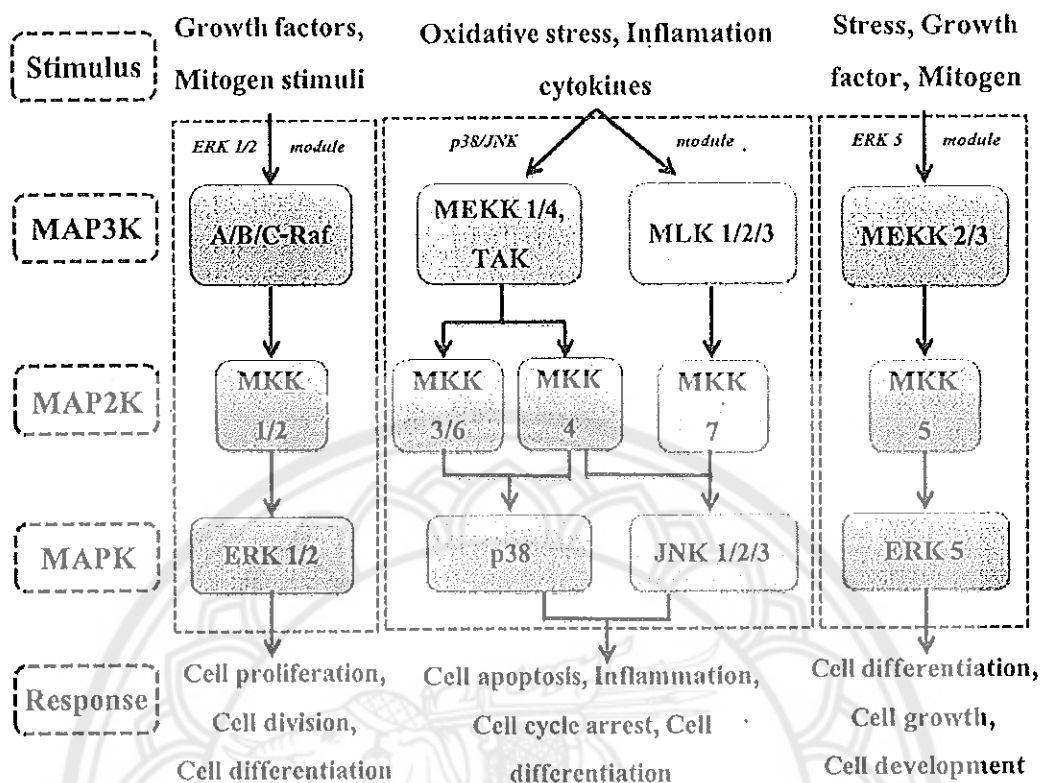 Stimulus
Growth factors,
Mitogen stimuli
Oxidative stress, Inflamation
cytokines
Stress, Growth
factor, Mitogen
ERK 1/2 module
p38/JNK module
ERK 5 module
MAP3K
A/B/C-Raf
MEKK 1/4,
TAK
MLK 1/2/3
MEKK 2/3
MAP2K
MKK
1/2
MKK
3/6
MKK
4
MKK
7
MKK
5
MAPK
ERK 1/2
p38
JNK 1/2/3
ERK 5
Response
Cell proliferation,
Cell division,
Cell differentiation
Cell apoptosis, Inflammation,
Cell cycle arrest, Cell
differentiation
Cell differentiation,
Cell growth,
Cell development